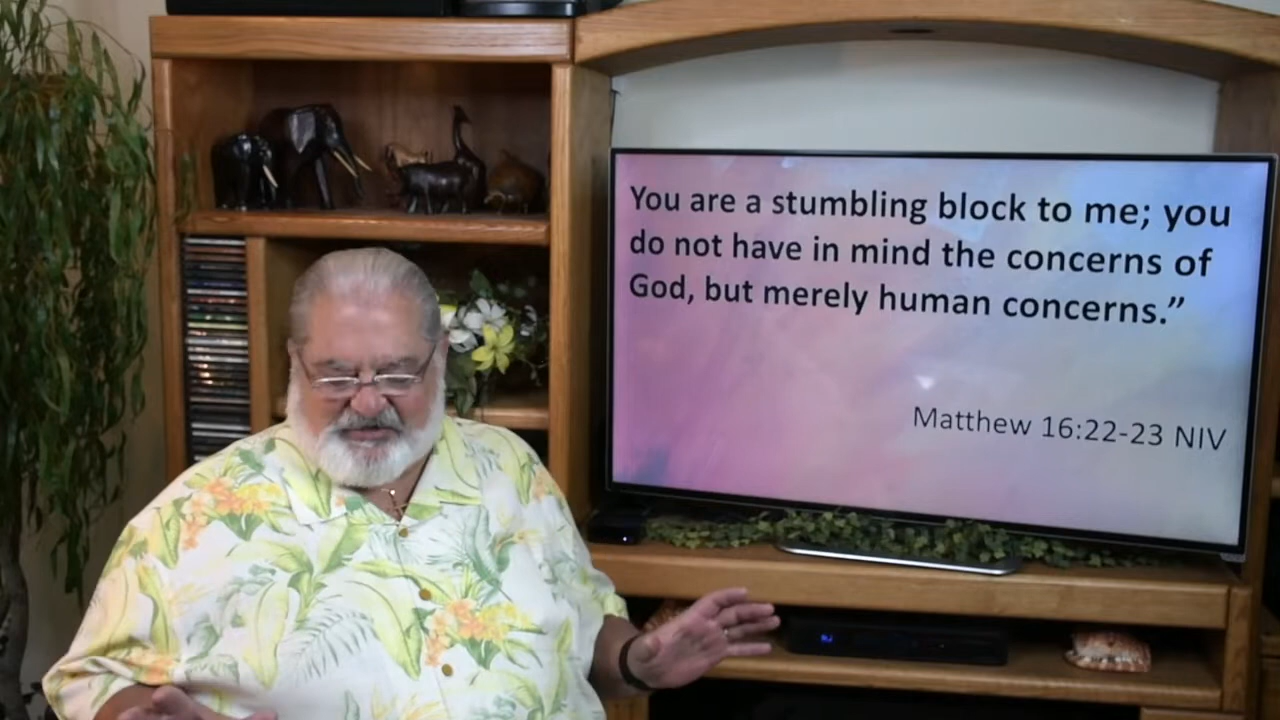 You are a stumbling block to me; you
do not have in mind the concerns of
God, but merely human concerns.”
Matthew 16:22-23 NIV